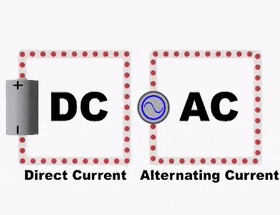 +
DC
AC
-
Direct Current
Alternating Current